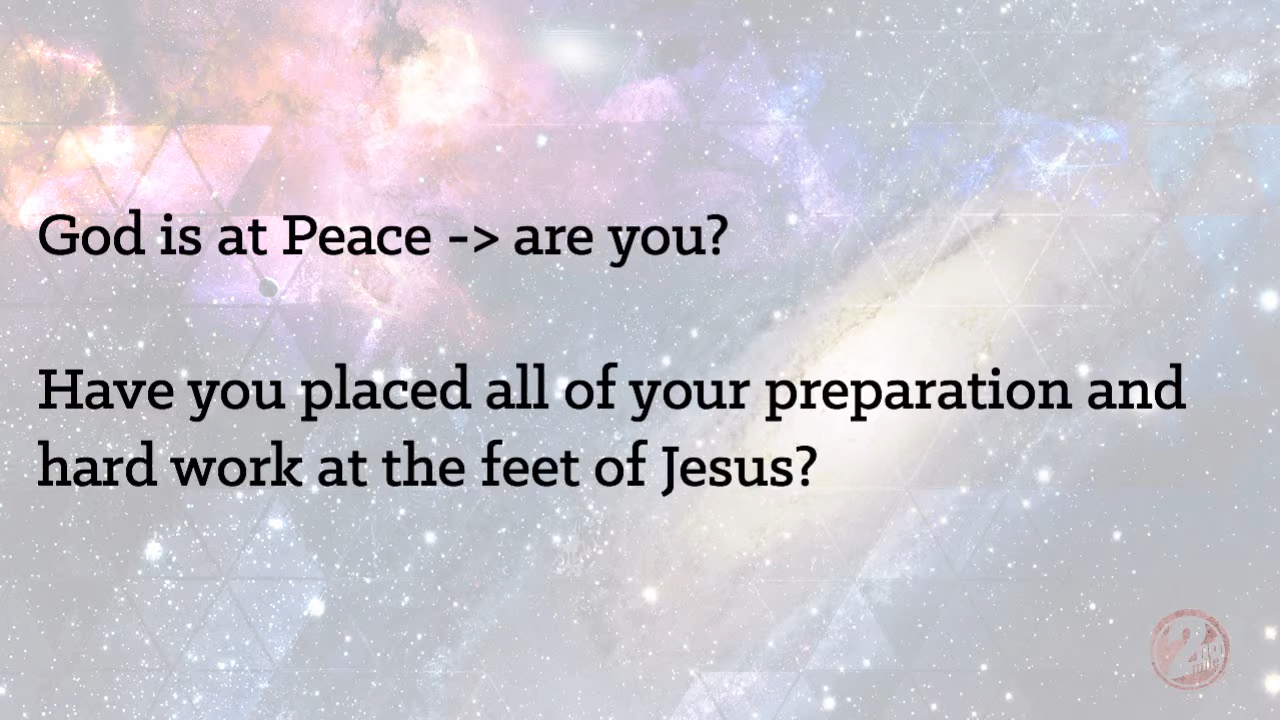 God is at Peace -> are you?
Have you placed all of your preparation and
hard work at the feet of Jesus?
2